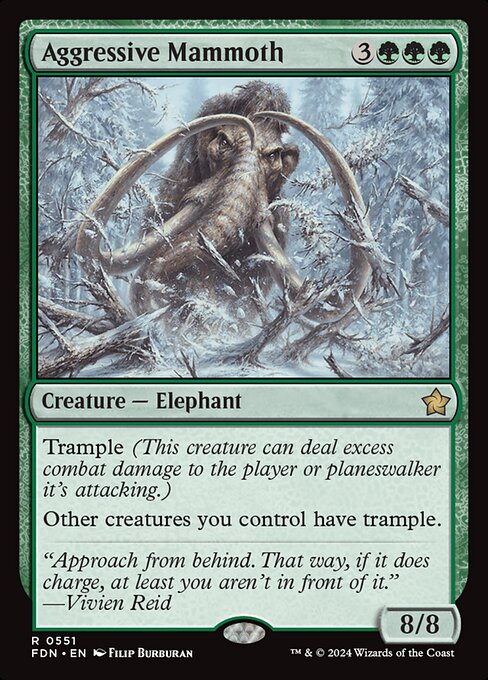 Aggressive Mammoth 3
Creature — Elephant
Trample (This creature can deal excess
combat damage to the player or planeswalker
it's attacking.)
Other creatures you control have trample.
“Approach from behind. That way, if it does
charge, at least you aren't in front of it.”
—Vivien Reid
8/8
R 0551
FDN • EN Filip Burburan
™ & © 2024 Wizards of the Coast